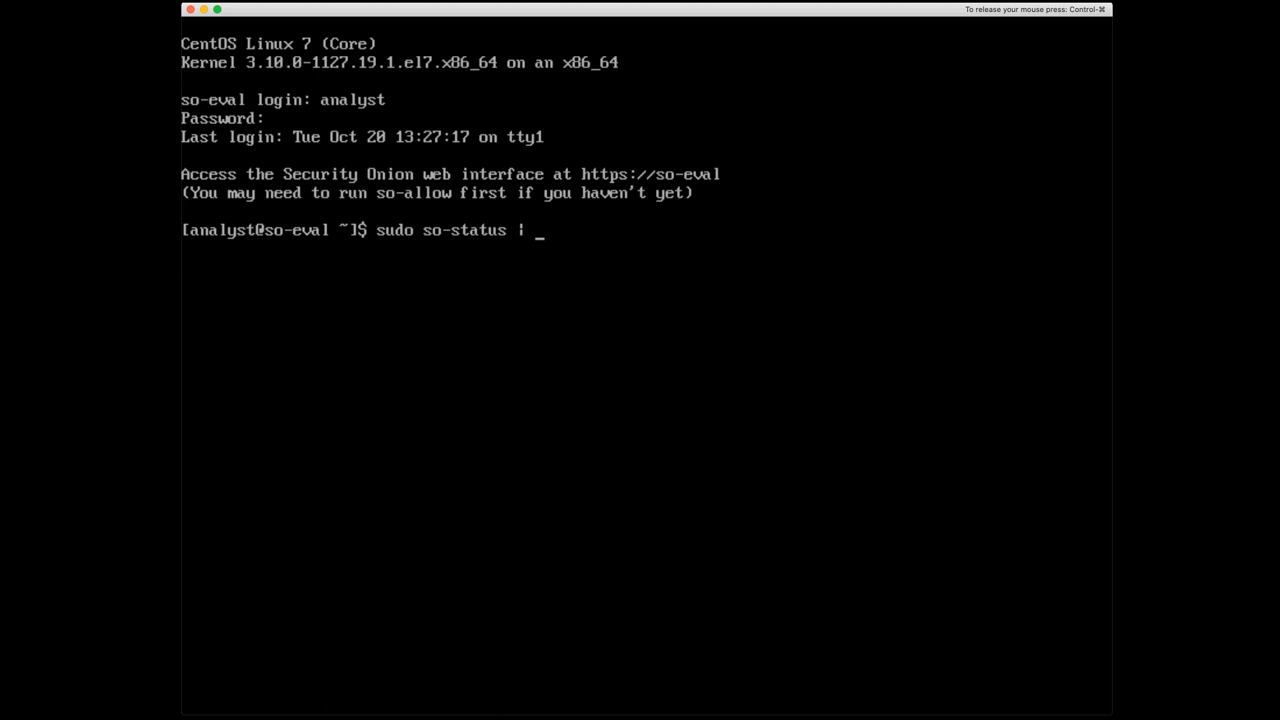 To release your mouse press: Control-⌘
CentOS Linux 7 (Core)
Kernel 3.10.0-1127.19.1.el7.x86_64 on an x86_64
so-eval login: analyst
Password:
Last login: Tue Oct 20 13:27:17 on tty1
Access the Security Onion web interface at https://so-eval
(You may need to run so-allow first if you haven't yet)
[analyst@so-eval ~]$ sudo so-status | _